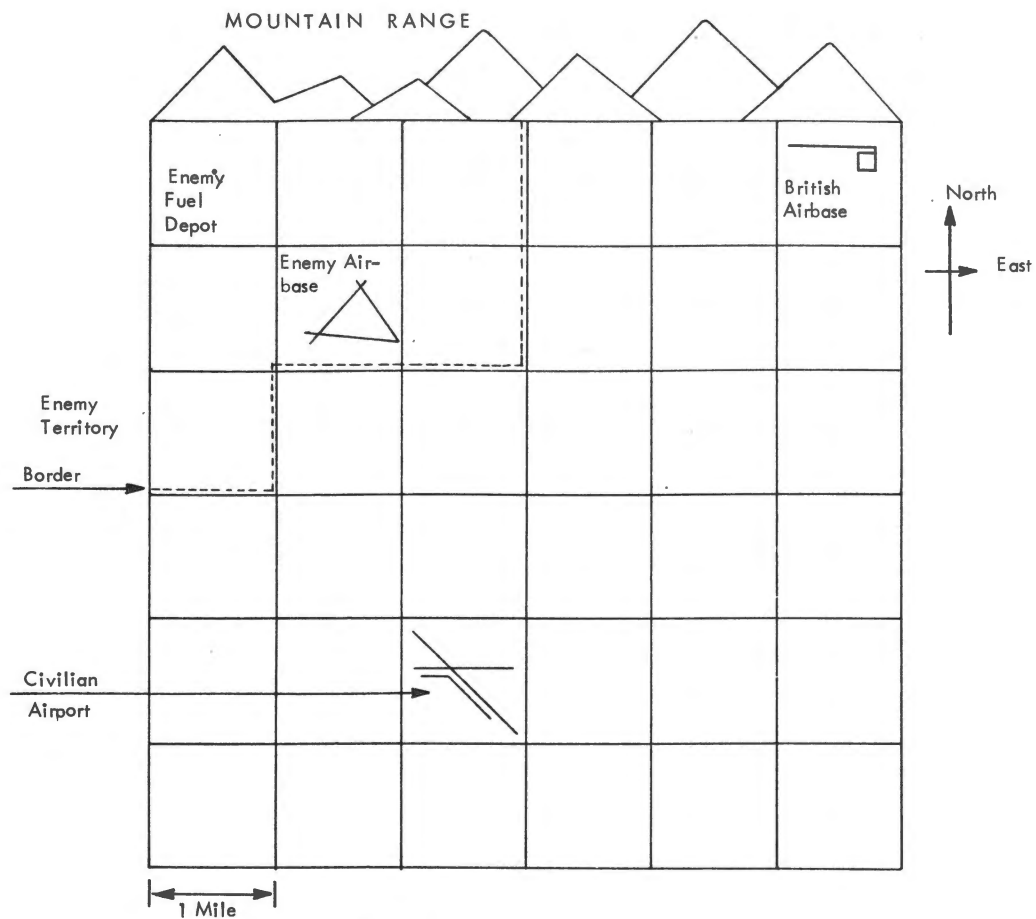 MOUNTAIN RANGE
Enemy
Fuel
Depot
British
Airbase
North
East
Enemy Air-
base
Enemy
Territory
Border
Civilian
Airport
1 Mile